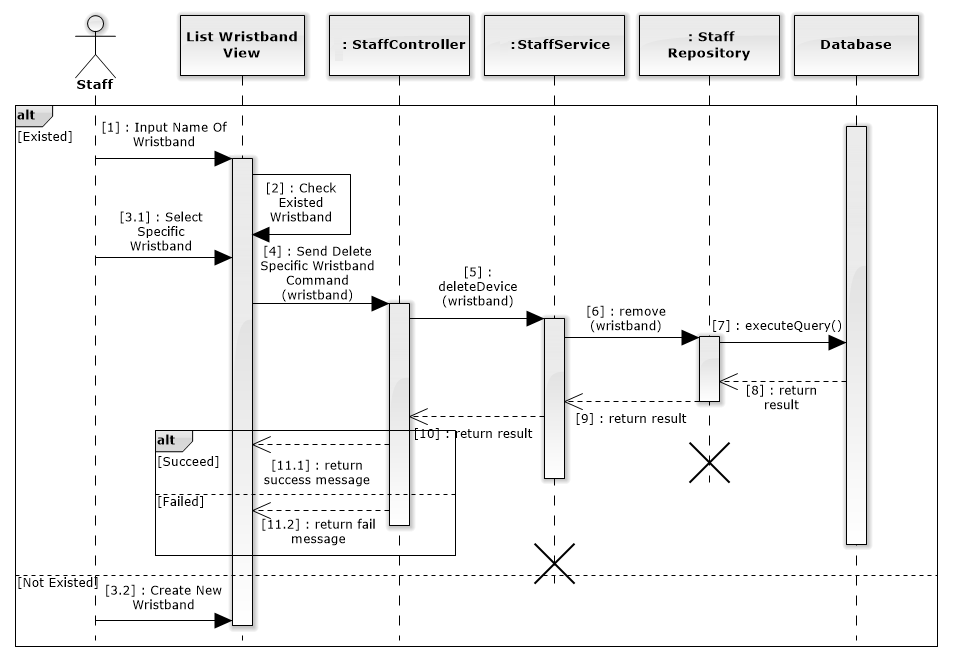 List Wristband
View
: StaffController
:StaffService
: Staff
Repository
Database
Staff
alt
[Existed]
[1] : Input Name Of
Wristband
[2] : Check
Existed
Wristband
[3.1] : Select
Specific
Wristband
[4] : Send Delete
Specific Wristband
Command
(wristband)
[5] :
deleteDevice
(wristband)
[6] : remove
(wristband)
[7] : executeQuery()
[8] : return
result
[9] : return result
[10] : return result
alt
[Succeed]
[11.1] : return
success message
[Failed]
[11.2] : return fail
message
[Not Existed]
[3.2] : Create New
Wristband